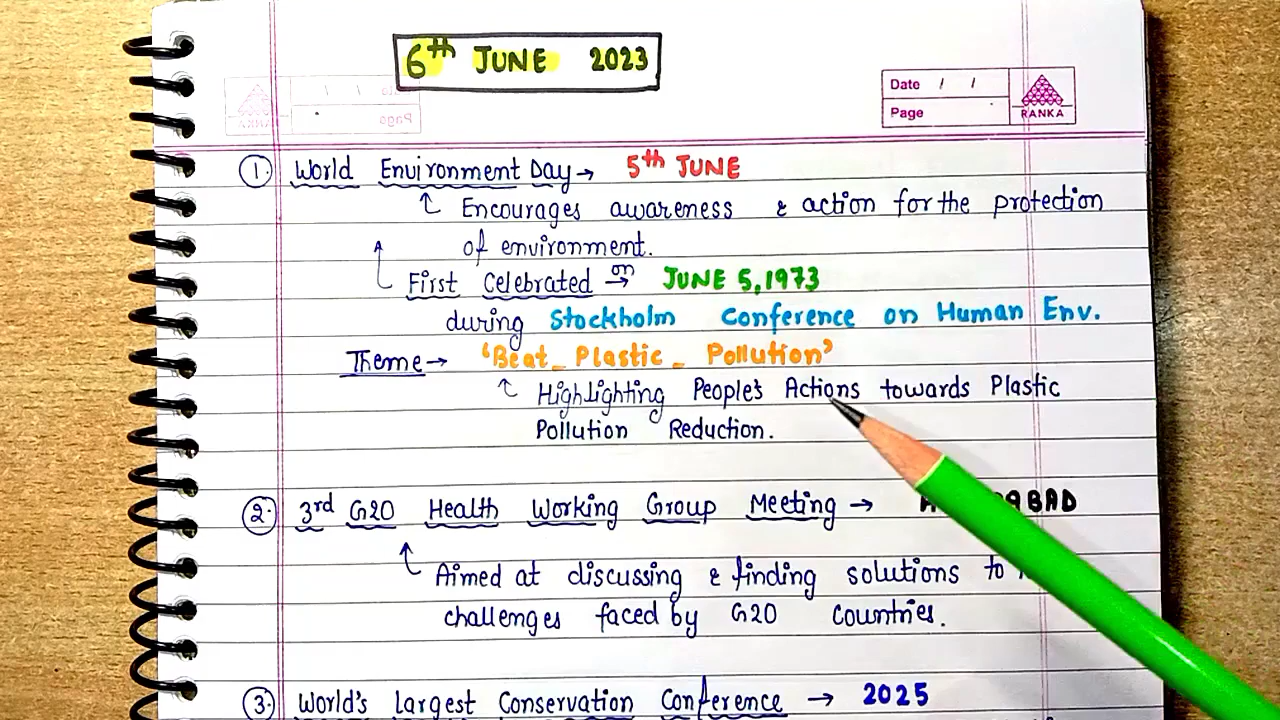 6th JUNE 2023
Date / /
Page
RANKA
① World Environment Day → 5th JUNE
Encourages awareness & action for the protection
of environment.
First Celebrated on → JUNE 5, 1973
during Stockholm Conference on Human Env.
Theme → 'Beat Plastic Pollution'
Highlighting People's Actions towards Plastic
Pollution Reduction.
② 3rd G20 Health Working Group Meeting →
Aimed at discussing & finding solutions to
challenges faced by G20 Countries.
③ World's Largest Conservation Conference → 2025